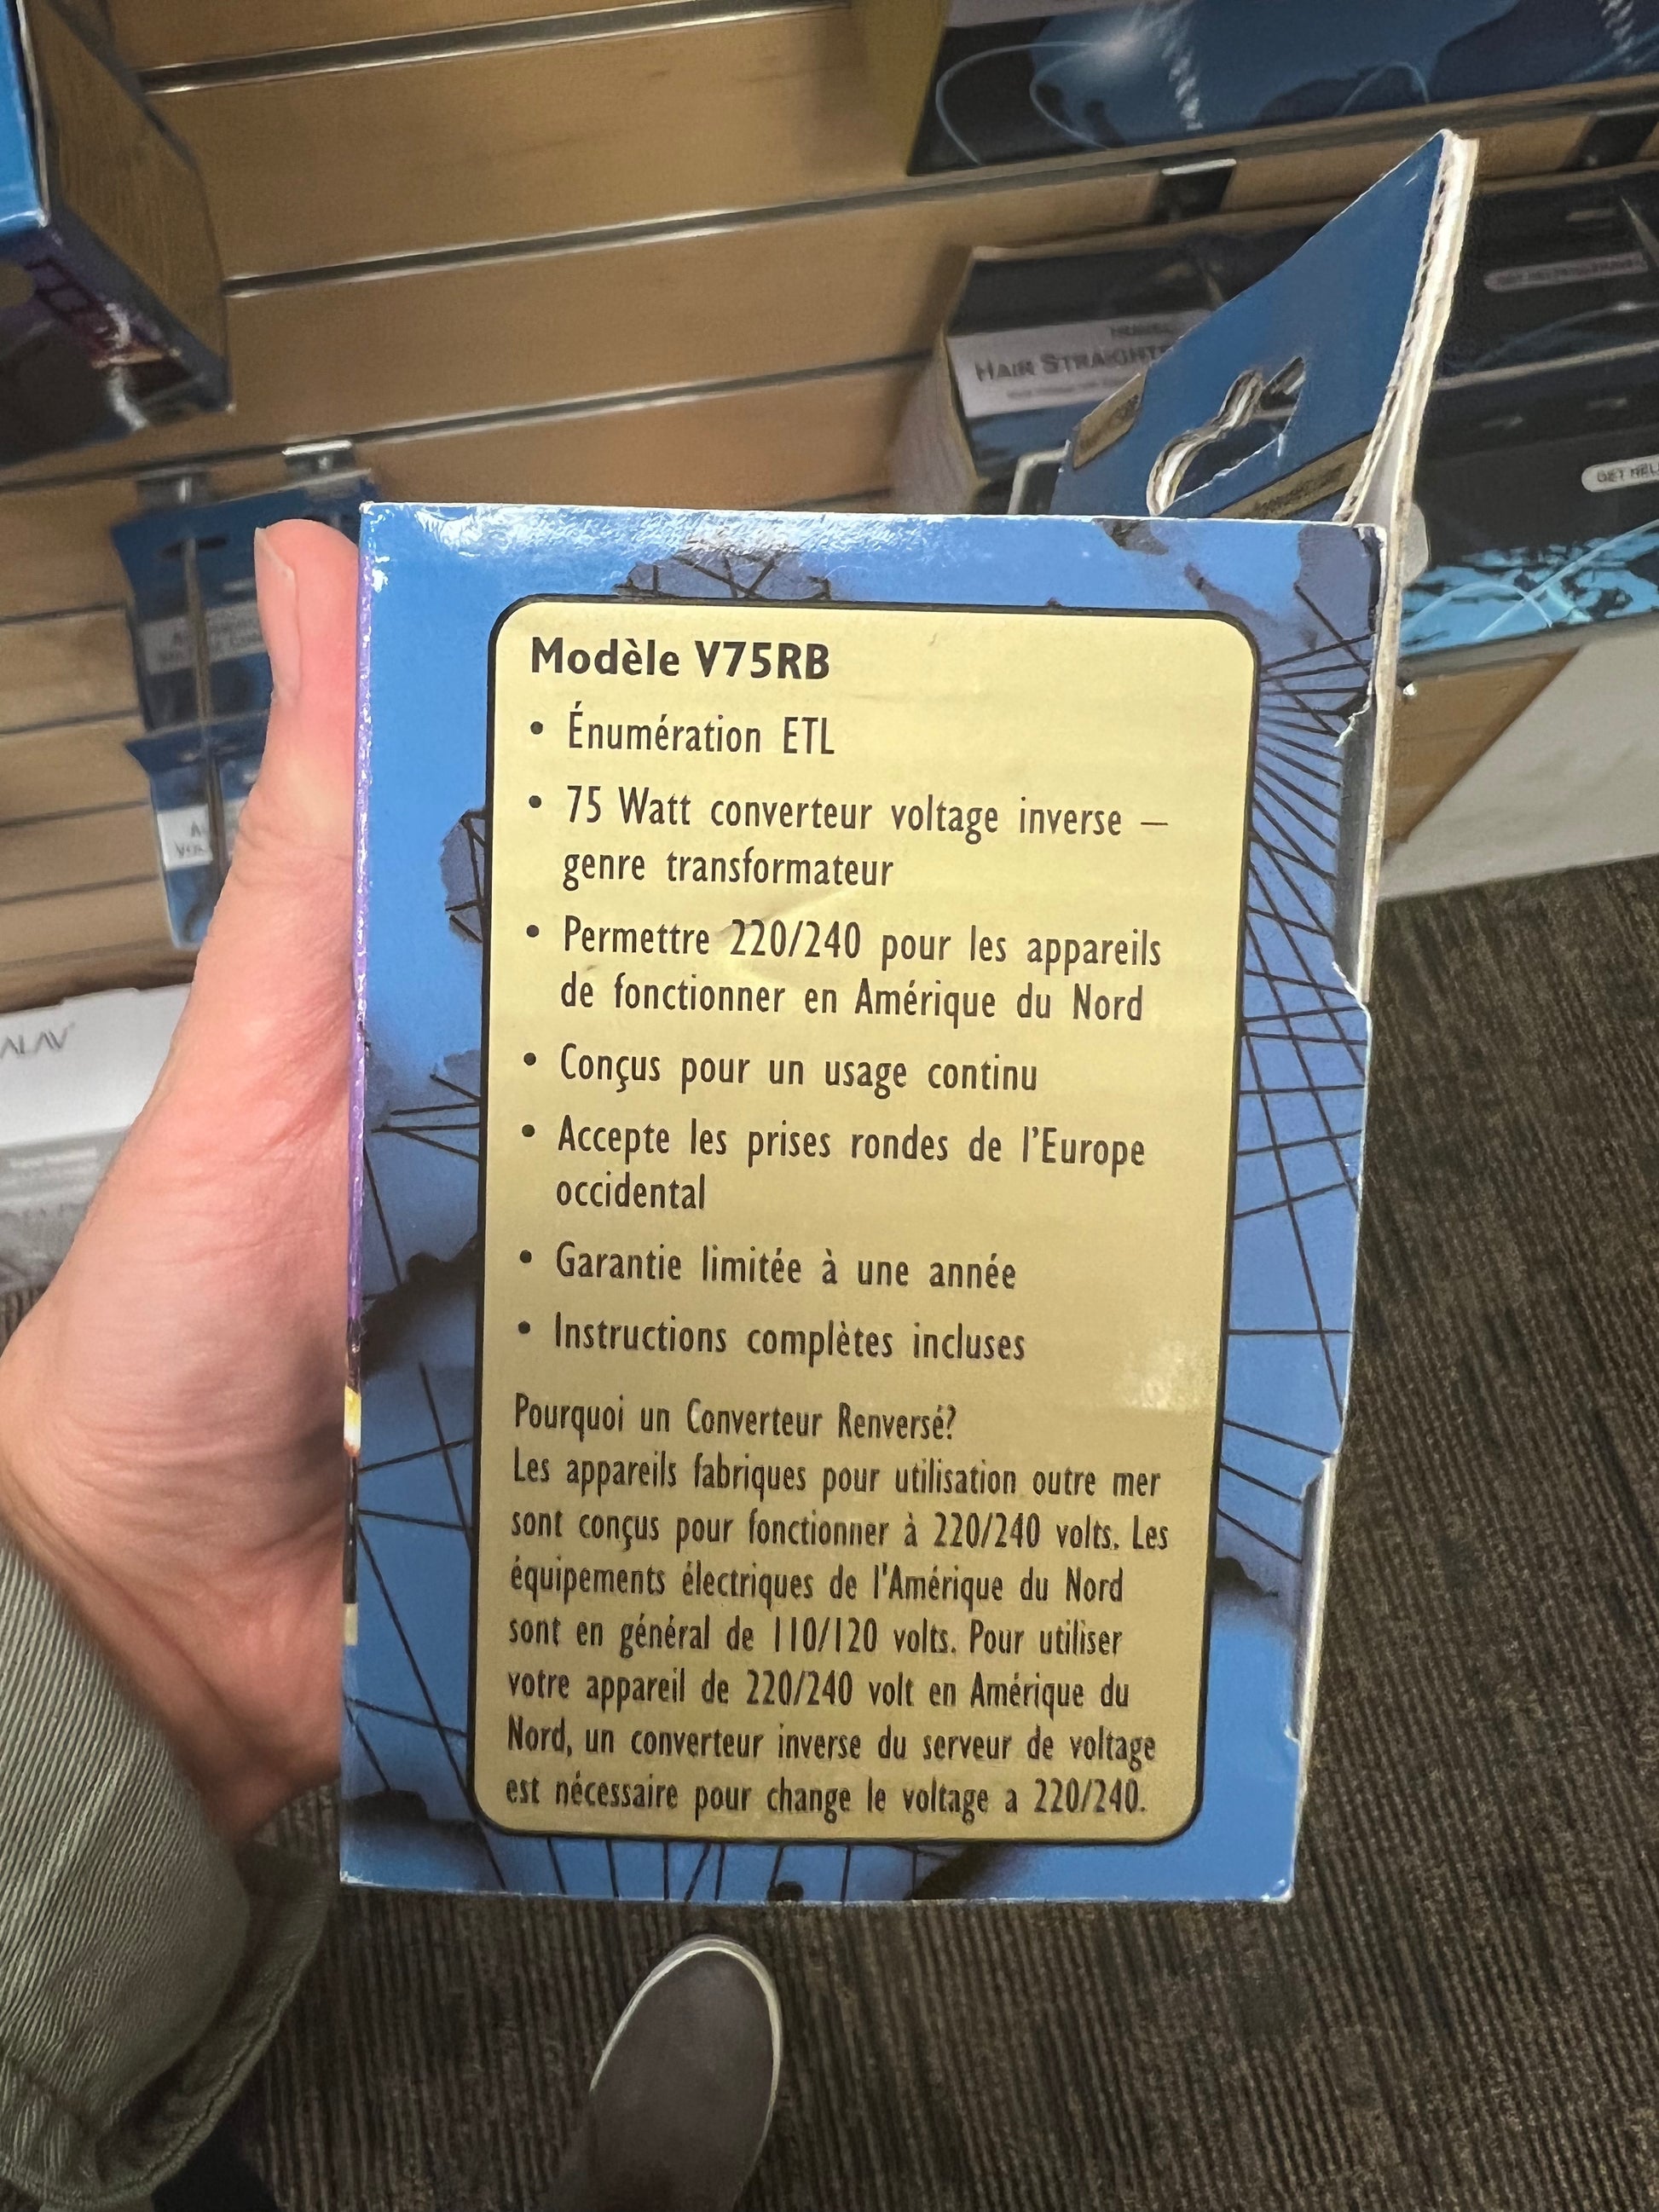 HAIR STRAIGHT
Modèle V75RB
• Énumération ETL
• 75 Watt converteur voltage inverse –
genre transformateur
• Permettre 220/240 pour les appareils
de fonctionner en Amérique du Nord
• Conçus pour un usage continu
• Accepte les prises rondes de l'Europe
occidental
• Garantie limitée à une année
• Instructions complètes incluses
Pourquoi un Converteur Renversé?
Les appareils fabriques pour utilisation outre mer
sont conçus pour fonctionner à 220/240 volts. Les
équipements électriques de l'Amérique du Nord
sont en général de 110/120 volts. Pour utiliser
votre appareil de 220/240 volt en Amérique du
Nord, un converteur inverse du serveur de voltage
est nécessaire pour change le voltage a 220/240.